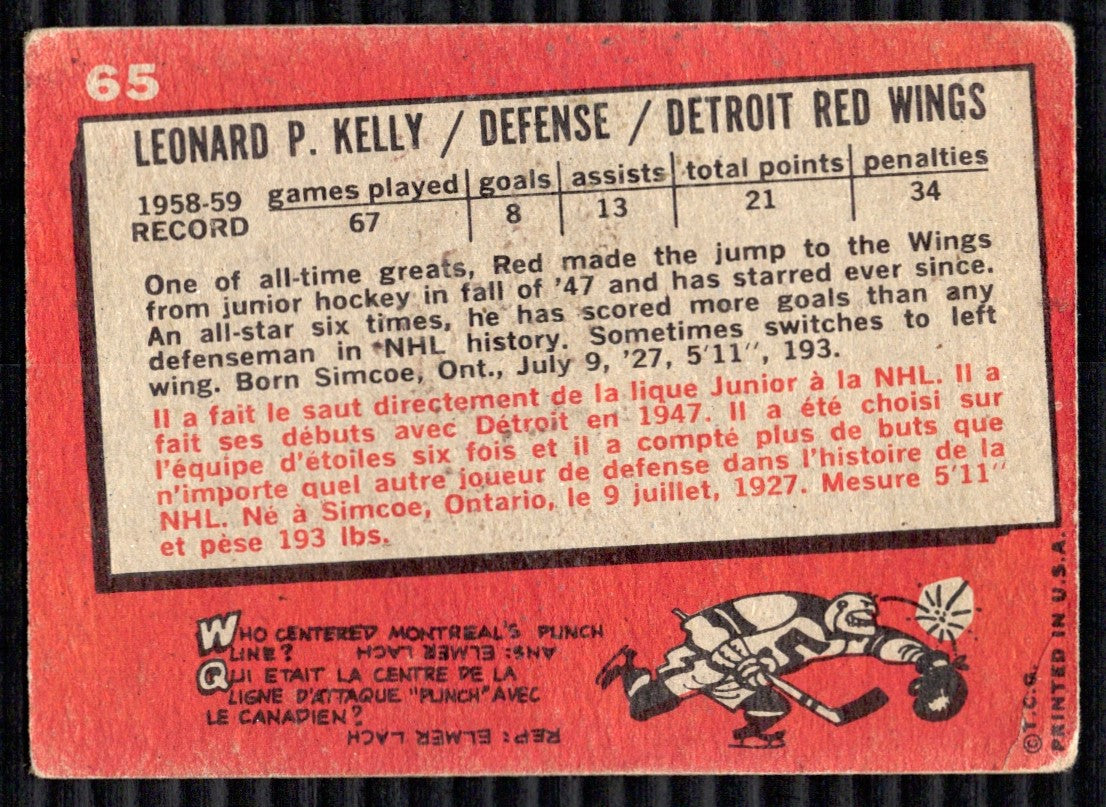 65
LEONARD P. KELLY / DEFENSE / DETROIT RED WINGS
1958-59 RECORD
games played | goals | assists | total points | penalties
67 8 13 21 34
One of all-time greats, Red made the jump to the Wings
from junior hockey in fall of '47 and has starred ever since.
An all-star six times, he has scored more goals than any
defenseman in NHL history. Sometimes switches to left
wing. Born Simcoe, Ont., July 9, '27, 5'11", 193.
Il a fait le saut directement de la lique Junior à la NHL. Il a
fait ses débuts avec Détroit en 1947. Il a été choisi sur
l'équipe d'étoiles six fois et il a compté plus de buts que
n'importe quel autre joueur de defense dans l'histoire de la
NHL. Né à Simcoe, Ontario, le 9 juillet, 1927. Mesure 5'11"
et pèse 193 lbs.
WHO CENTERED MONTREAL'S PUNCH
LINE?
ANS: ELMER LACH
QUI ETAIT LA CENTRE DE LA
LIGNE D'ATTAQUE "PUNCH" AVEC
LE CANADIEN?
REP: ELMER LACH
©T.C.G.
PRINTED IN U.S.A.